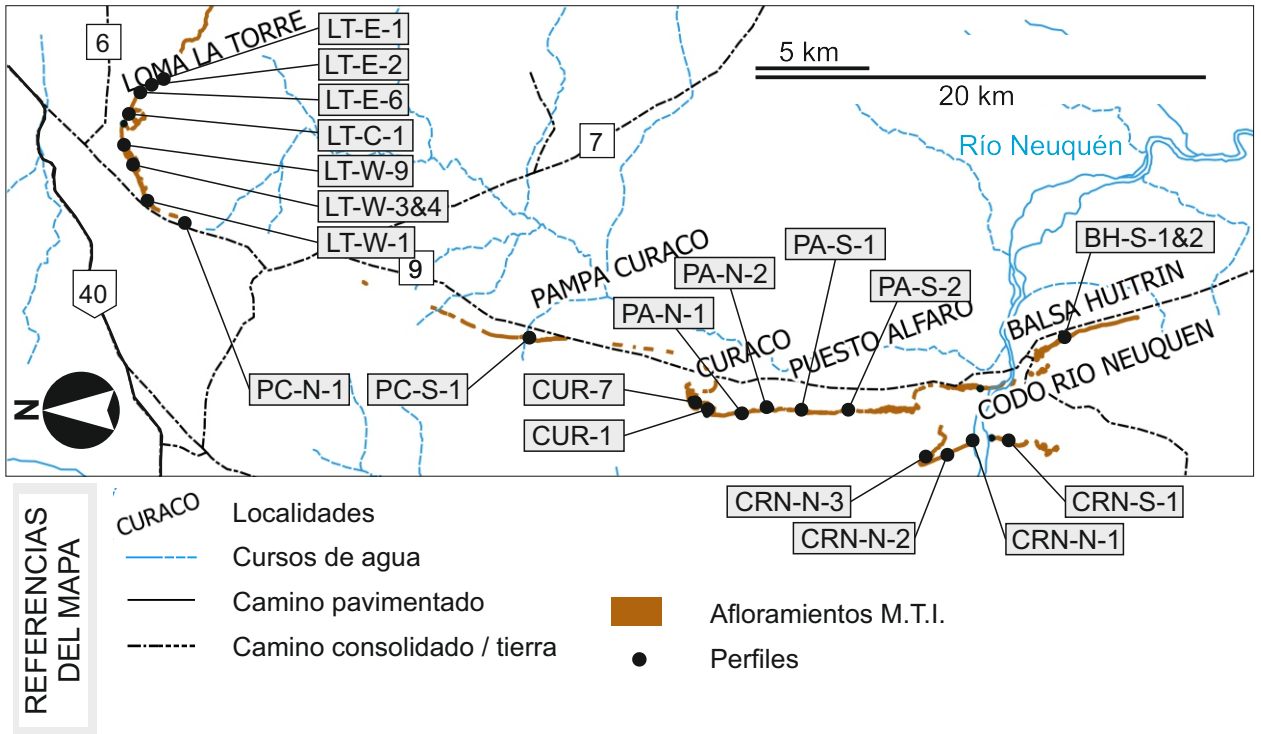 6
LOMA LA TORRE
LT-E-1
LT-E-2
LT-E-6
LT-C-1
LT-W-9
LT-W-3&4
LT-W-1
7
9
40
5 km
20 km
Río Neuquén
PAMPA CURACO
PA-N-1
PA-N-2
PA-S-1
PA-S-2
BH-S-1&2
BALSA HUITRIN
CURACO
PUESTO ALFARO
CODO RIO NEUQUEN
N
PC-N-1
PC-S-1
CUR-7
CUR-1
CRN-N-3
CRN-N-2
CRN-S-1
CRN-N-1
REFERENCIAS
DEL MAPA
CURACO
Localidades
Cursos de agua
Camino pavimentado
Camino consolidado / tierra
Afloramientos M.T.I.
Perfiles